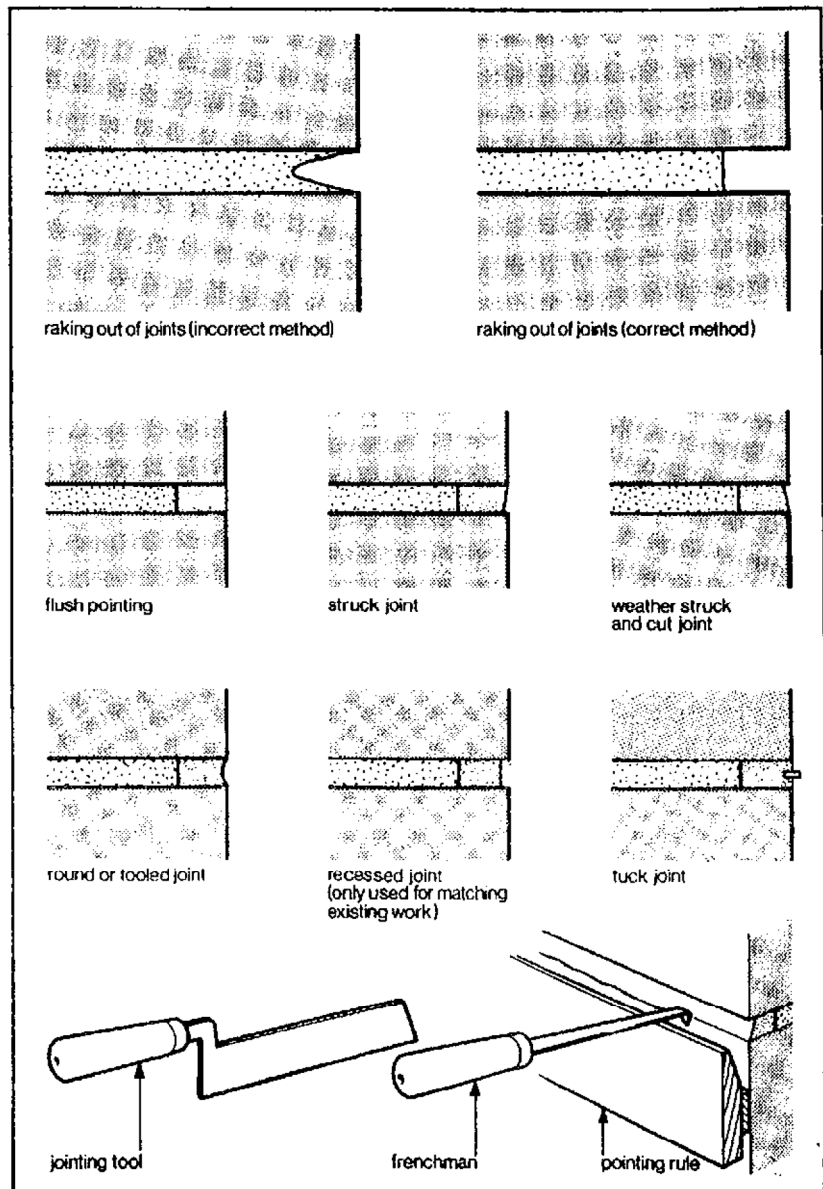 raking out of joints (incorrect method)
raking out of joints (correct method)
flush pointing
struck joint
weather struck
and cut joint
round or tooled joint
recessed joint
(only used for matching
existing work)
tuck joint
jointing tool
frenchman
pointing rule